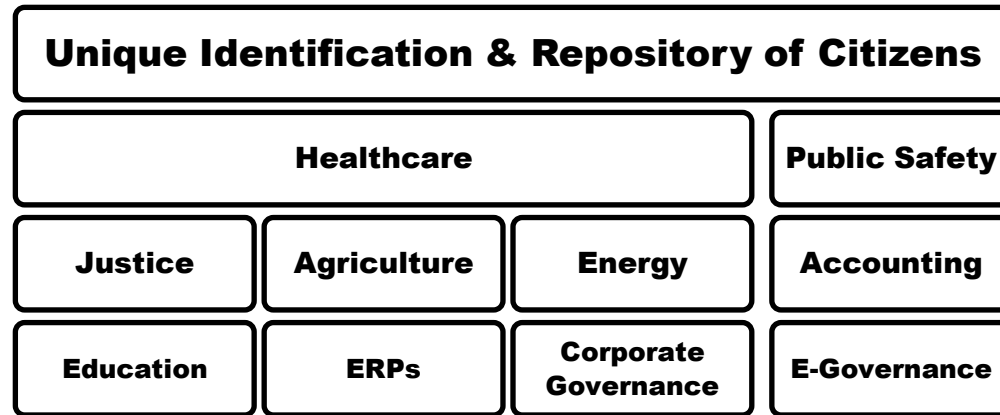 Unique Identification & Repository of Citizens
Healthcare
Public Safety
Justice
Agriculture
Energy
Accounting
Education
ERPs
Corporate
Governance
E-Governance